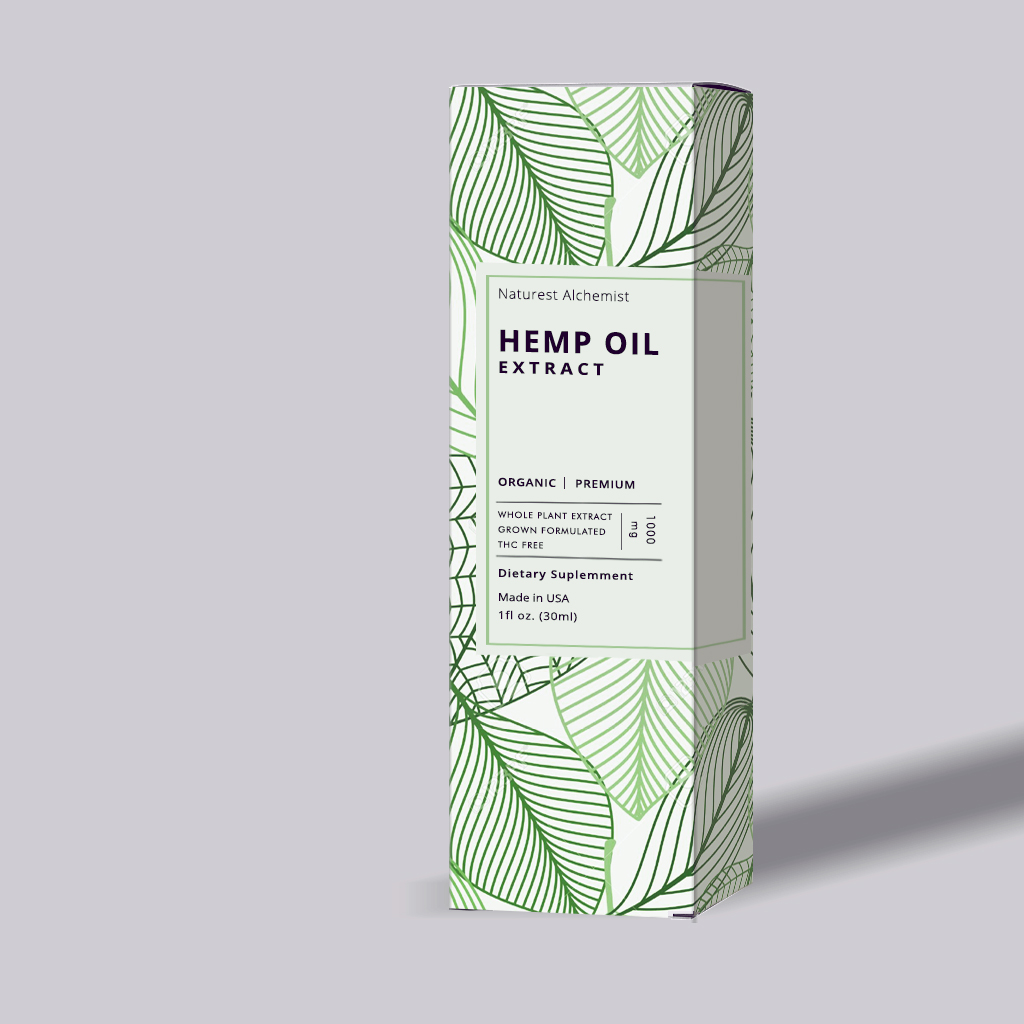 Naturest Alchemist
HEMP OIL
EXTRACT
ORGANIC | PREMIUM
WHOLE PLANT EXTRACT
GROWN FORMULATED
THC FREE
1000
mg
Dietary Suplemment
Made in USA
1fl oz. (30ml)